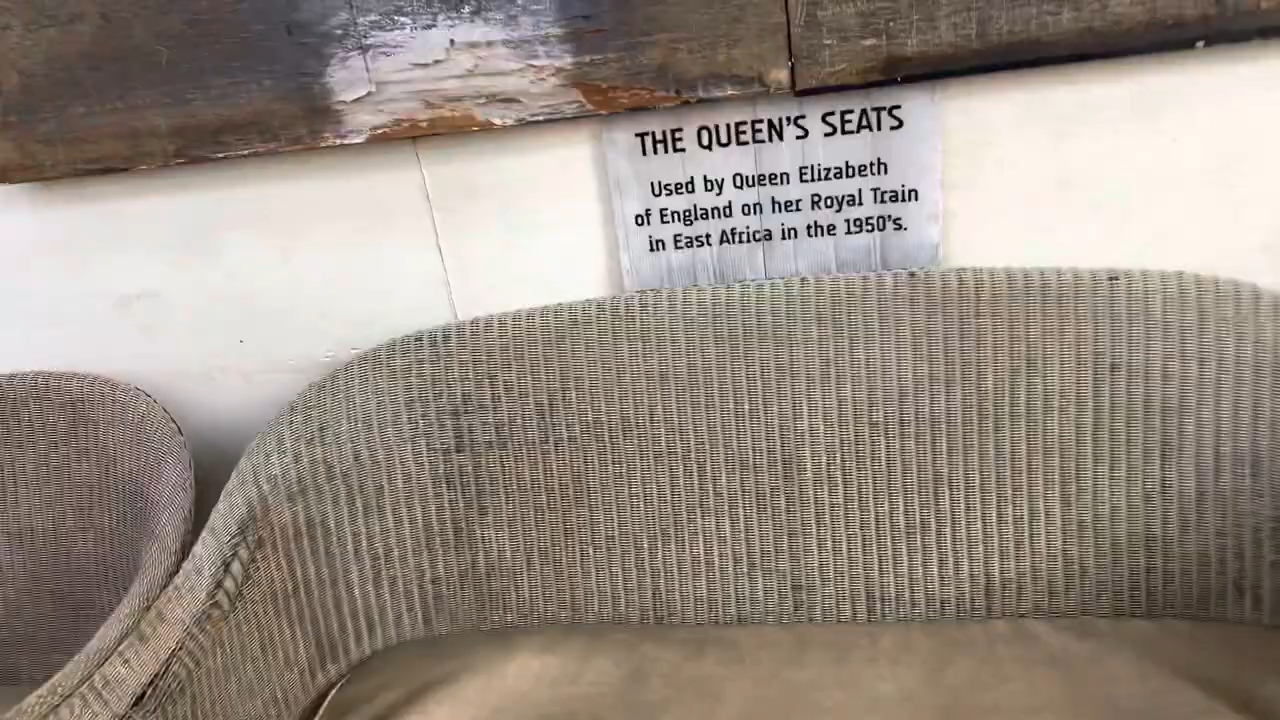 THE QUEEN'S SEATS
Used by Queen Elizabeth
of England on her Royal Train
in East Africa in the 1950's.